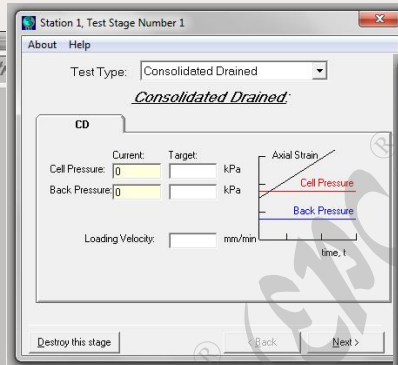 Station 1, Test Stage Number 1
About Help
Test Type: Consolidated Drained
Consolidated Drained:
CD
Current: Target:
Cell Pressure: 0 kPa
Back Pressure: 0 kPa
Loading Velocity: mm/min
Axial Strain
Cell Pressure
Back Pressure
time, t
Destroy this stage
< Back
Next >